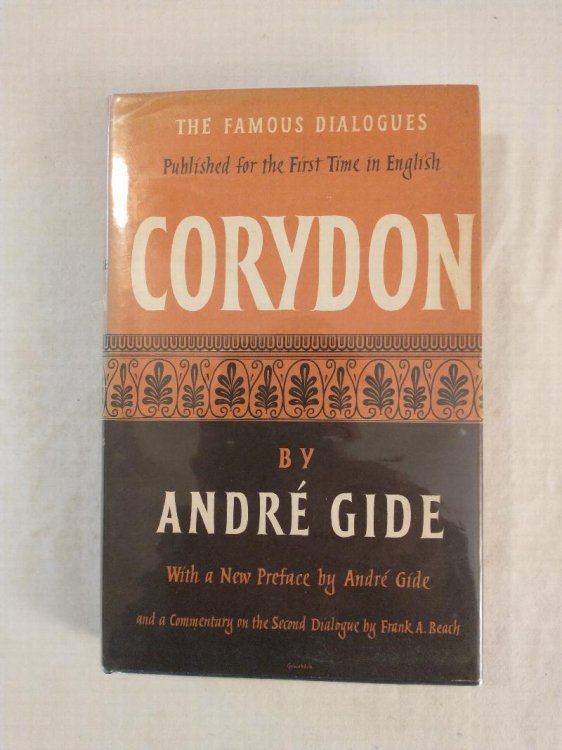 THE FAMOUS DIALOGUES
Published for the First Time in English
CORYDON
BY
ANDRÉ GIDE
With a New Preface by André Gide
and a Commentary on the Second Dialogue by Frank A. Beach